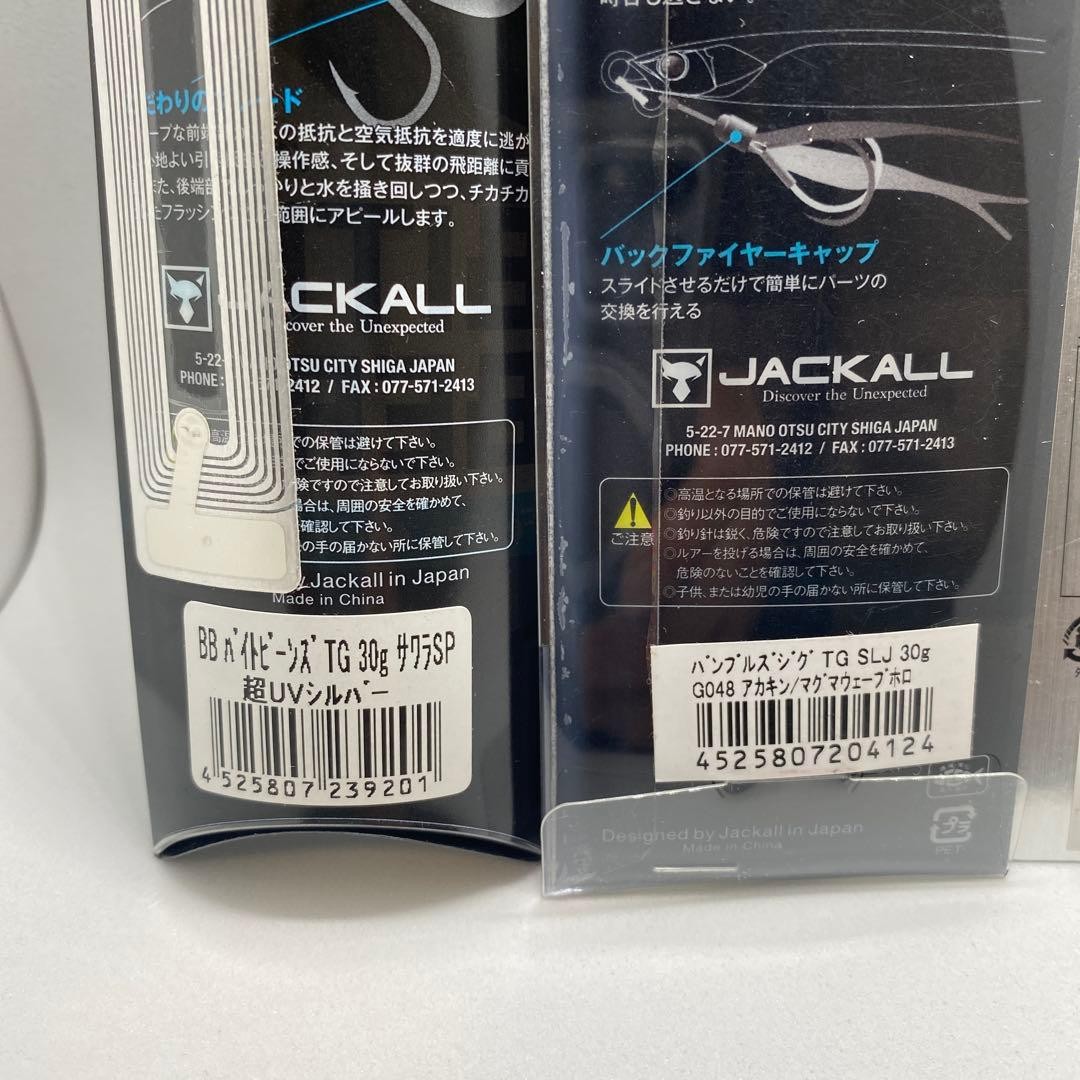 だわりの ード
の抵抗と空気抵抗を適度に逃が
操作感、そして抜群の飛距離に貢
また、後端部で かりと水を掻き回しつつ、チカチカ
たフラッシ 範囲にアピールします。
JACKALL
Discover the Unexpected
5-22- MANO OTSU CITY SHIGA JAPAN
PHONE : 2412 / FAX : 077-571-2413
高温 での保管は避けて下さい。
でご使用にならないで下さい。
険ですので注意してお取り扱い下さい。
場合は、周囲の安全を確かめて、
を確認して下さい。
の手の届かない所に保管して下さい。
by Jackall in Japan
Made in China
BB ﾊﾞｲﾄﾋﾞｰﾝｽﾞ TG 30g ｻﾜﾗSP
超UVｼﾙﾊﾞｰ
4 525807 239201
バックファイヤーキャップ
スライドさせるだけで簡単にパーツの
交換を行える
JACKALL
Discover the Unexpected
5-22-7 MANO OTSU CITY SHIGA JAPAN
PHONE : 077-571-2412 / FAX : 077-571-2413
ご注意
◎高温となる場所での保管は避けて下さい。
◎釣り以外の目的でご使用にならないで下さい。
◎釣り針は鋭く、危険ですので注意してお取り扱い下さい。
◎ルアーを投げる場合は、周囲の安全を確かめて、
危険のないことを確認して下さい。
◎子供、または幼児の手の届かない所に保管して下さい。
ﾊﾞﾝﾌﾞﾙｽﾞｼﾞｸﾞ TG SLJ 30g
G048 ｱｶｷﾝ/ﾏｸﾞﾏｳｪｰﾌﾞﾎﾛ
4525807204124
Designed by Jackall in Japan
Made in China
プラ
PET